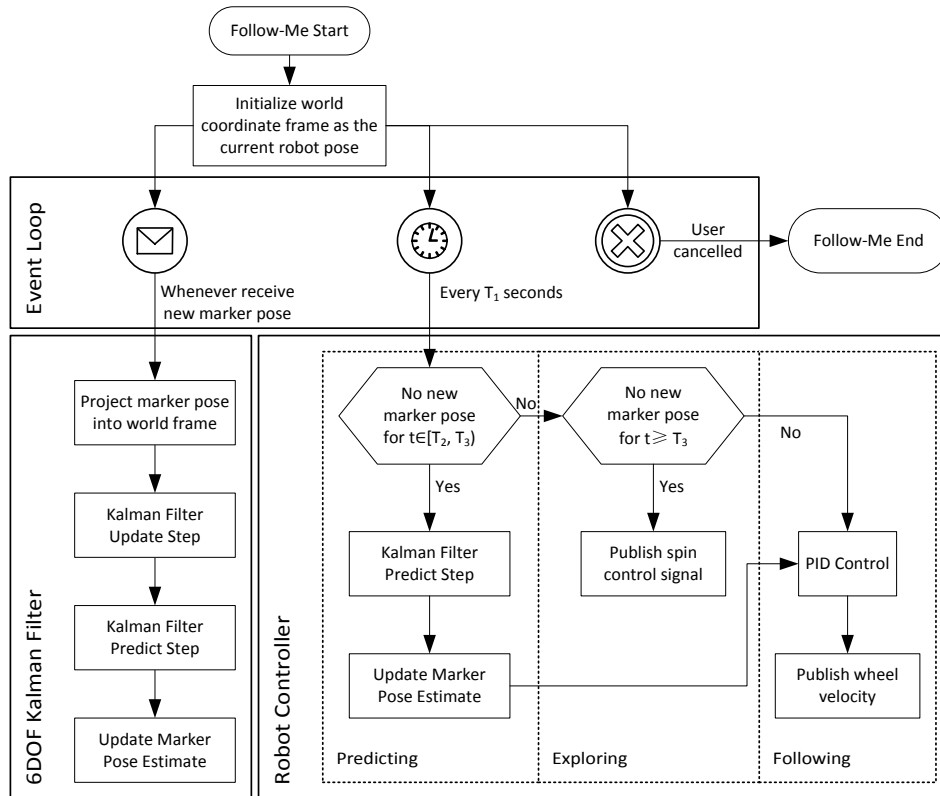 Follow-Me Start
Initialize world
coordinate frame as the
current robot pose
Event Loop
User
cancelled
Follow-Me End
Whenever receive
new marker pose
Every T₁ seconds
6DOF Kalman Filter
Project marker pose
into world frame
Kalman Filter
Update Step
Kalman Filter
Predict Step
Update Marker
Pose Estimate
Robot Controller
No new
marker pose
for t∈[T₂, T₃)
No
Yes
Kalman Filter
Predict Step
Update Marker
Pose Estimate
Predicting
No new
marker pose
for t≥ T₃
No
Yes
Publish spin
control signal
Exploring
PID Control
Publish wheel
velocity
Following